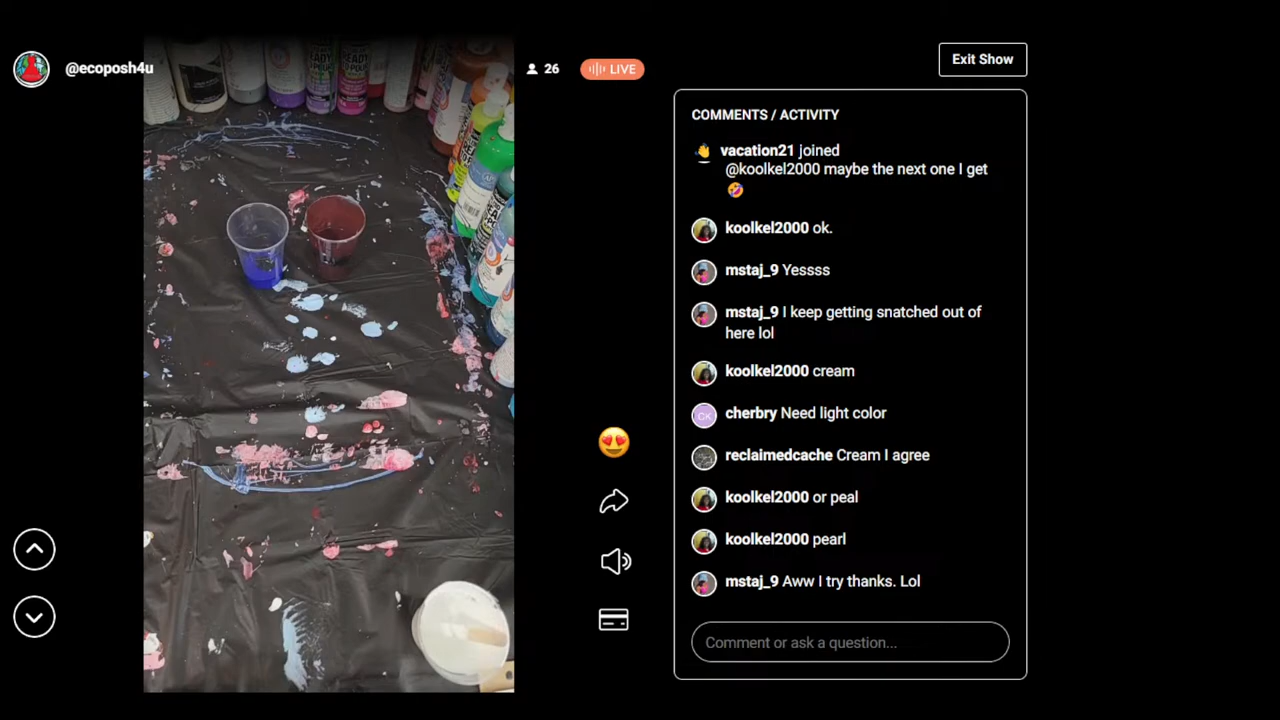 @ecoposh4u
26
LIVE
Exit Show
COMMENTS / ACTIVITY
vacation21 joined
@koolkel2000 maybe the next one I get
🤣
koolkel2000 ok.
mstaj_9 Yessss
mstaj_9 I keep getting snatched out of
here lol
koolkel2000 cream
CK
cherbry Need light color
reclaimedcache Cream I agree
koolkel2000 or peal
koolkel2000 pearl
mstaj_9 Aww I try thanks. Lol
Comment or ask a question...